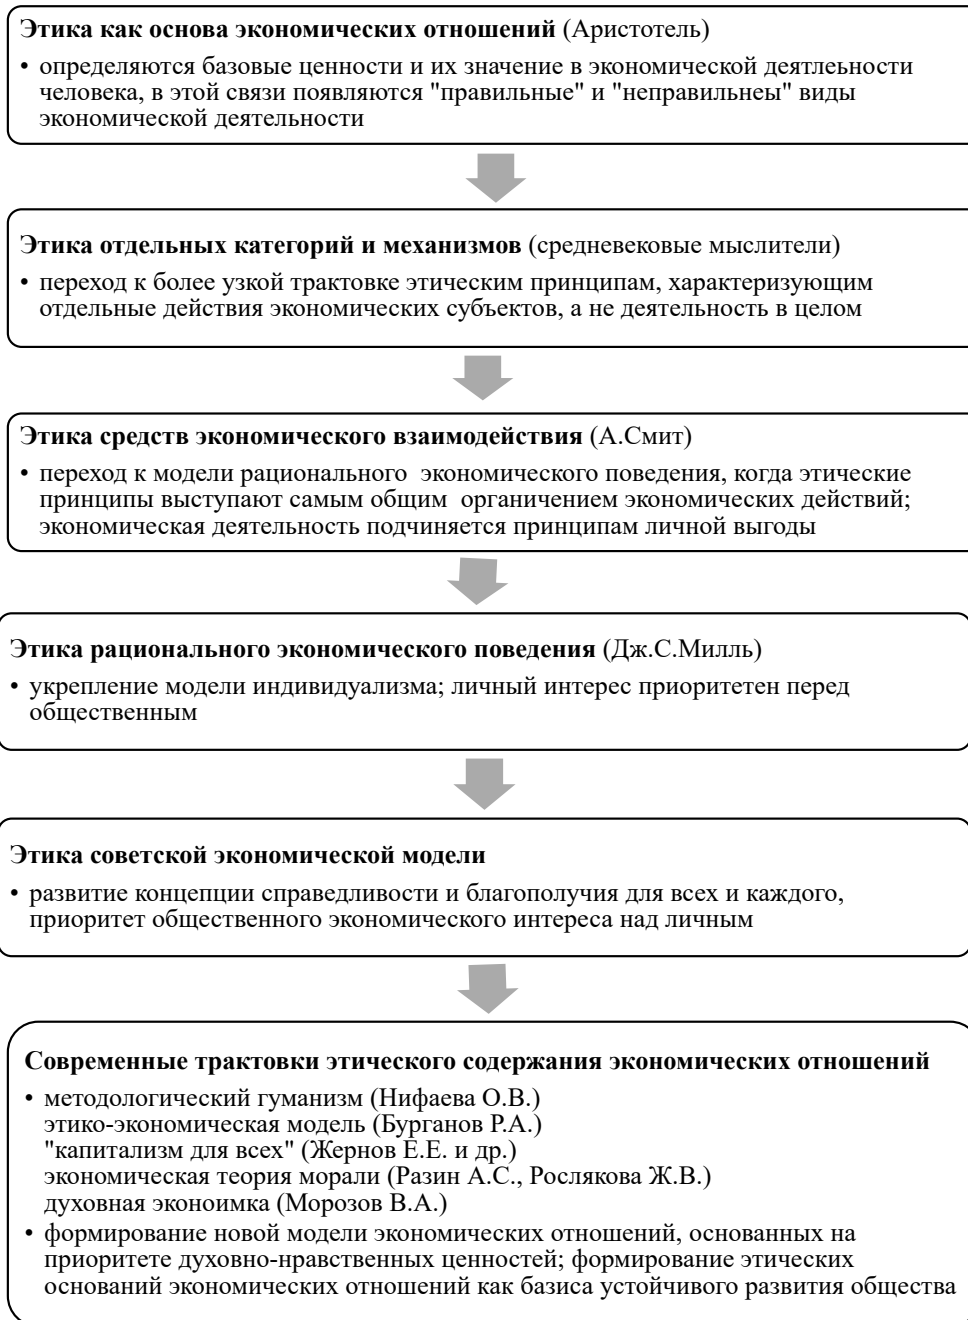 Этика как основа экономических отношений (Аристотель)
• определяются базовые ценности и их значение в экономической деятлеьности
человека, в этой связи появляются "правильные" и "неправильнеы" виды
экономической деятельности
Этика отдельных категорий и механизмов (средневековые мыслители)
• переход к более узкой трактовке этическим принципам, характеризующим
отдельные действия экономических субъектов, а не деятельность в целом
Этика средств экономического взаимодействия (А.Смит)
• переход к модели рационального экономического поведения, когда этические
принципы выступают самым общим органичением экономических действий;
экономическая деятельность подчиняется принципам личной выгоды
Этика рационального экономического поведения (Дж.С.Милль)
• укрепление модели индивидуализма; личный интерес приоритетен перед
общественным
Этика советской экономической модели
• развитие концепции справедливости и благополучия для всех и каждого,
приоритет общественного экономического интереса над личным
Современные трактовки этического содержания экономических отношений
• методологический гуманизм (Нифаева О.В.)
этико-экономическая модель (Бурганов Р.А.)
"капитализм для всех" (Жернов Е.Е. и др.)
экономическая теория морали (Разин А.С., Рослякова Ж.В.)
духовная эконоимка (Морозов В.А.)
• формирование новой модели экономических отношений, основанных на
приоритете духовно-нравственных ценностей; формирование этических
оснований экономических отношений как базиса устойчивого развития общества